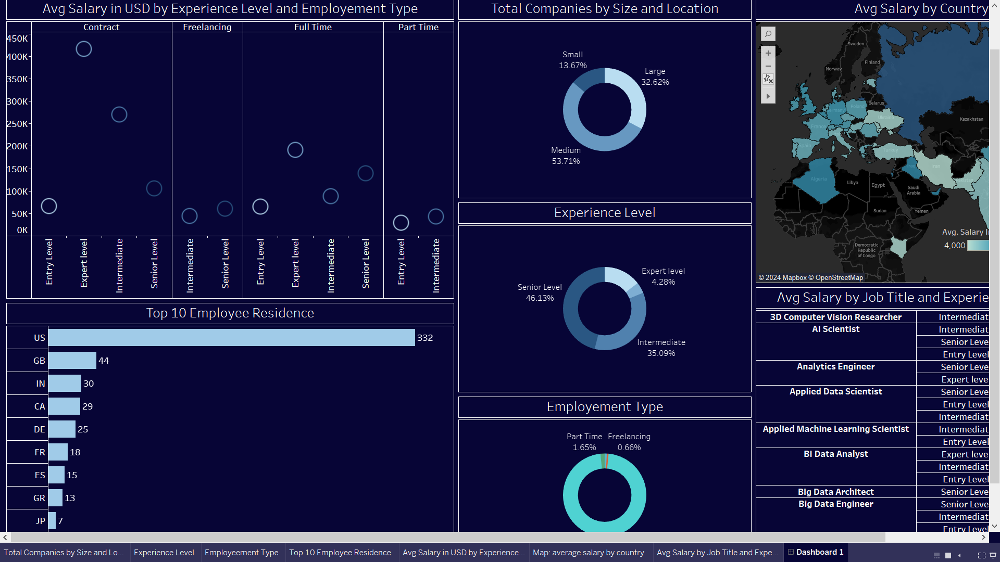 Avg Salary in USD by Experience Level and Employement Type
Contract
Freelancing
Full Time
Part Time
450K
400K
350K
300K
250K
200K
150K
100K
50K
0K
Entry Level
Expert level
Intermediate
Senior Level
Intermediate
Senior Level
Entry Level
Expert level
Intermediate
Senior Level
Entry Level
Intermediate
Top 10 Employee Residence
US 332
GB 44
IN 30
CA 29
DE 25
FR 18
ES 15
GR 13
JP 7
Total Companies by Size and Location
Small
13.67%
Large
32.62%
Medium
53.71%
Experience Level
Expert level
4.28%
Senior Level
46.13%
Intermediate
35.09%
Employement Type
Part Time
1.65%
Freelancing
0.66%
Avg Salary by Country
Sweden
Finland
Norway
Belarus
Poland
Germany
Ukraine
Kazakhstan
France
Spain
Turkey
Iraq
Iran
Algeria
Libya
Egypt
Saudi
Arabia
Sudan
Yemen
Democratic
Republic
of Congo
Avg. Salary I
4,000
© 2024 Mapbox © OpenStreetMap
Avg Salary by Job Title and Experie
3D Computer Vision Researcher Intermediat
AI Scientist Intermediat
Senior Leve
Entry Level
Analytics Engineer Senior Leve
Expert leve
Applied Data Scientist Senior Leve
Entry Level
Intermediat
Applied Machine Learning Scientist Intermediat
Entry Level
BI Data Analyst Expert leve
Intermediat
Entry Level
Big Data Architect Senior Leve
Big Data Engineer Senior Leve
Intermediat
Entry Level
Total Companies by Size and Lo...
Experience Level
Employeement Type
Top 10 Employee Residence
Avg Salary in USD by Experience...
Map: average salary by country
Avg Salary by Job Title and Expe...
Dashboard 1